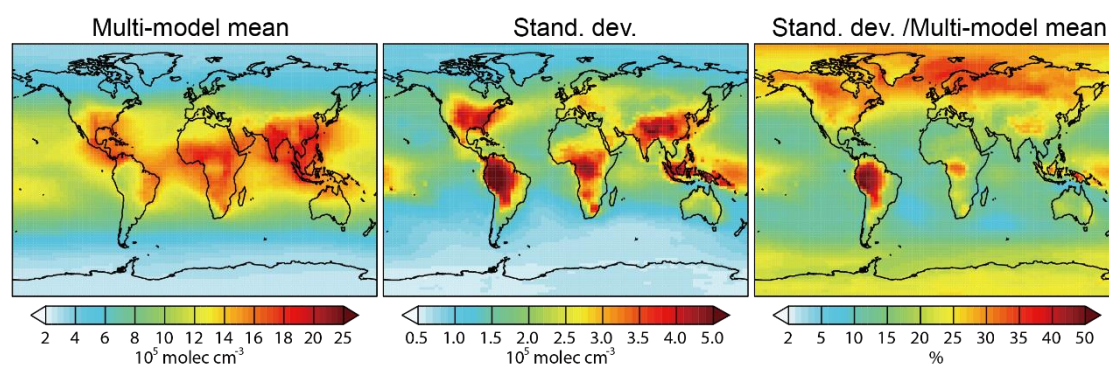 Multi-model mean
Stand. dev.
Stand. dev. /Multi-model mean
2 4 6 8 10 12 14 16 18 20 25
10⁵ molec cm⁻³
0.5 1.0 1.5 2.0 2.5 3.0 3.5 4.0 5.0
10⁵ molec cm⁻³
2 5 10 15 20 25 30 35 40 50
%